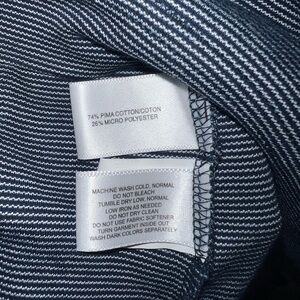 74% PIMA COTTON/COTON
26% MICRO POLYESTER
MACHINE WASH COLD, NORMAL
DO NOT BLEACH
TUMBLE DRY LOW, NORMAL
LOW IRON AS NEEDED
DO NOT DRY CLEAN
DO NOT USE FABRIC SOFTENER
TURN GARMENT INSIDE OUT
WASH DARK COLORS SEPARATELY